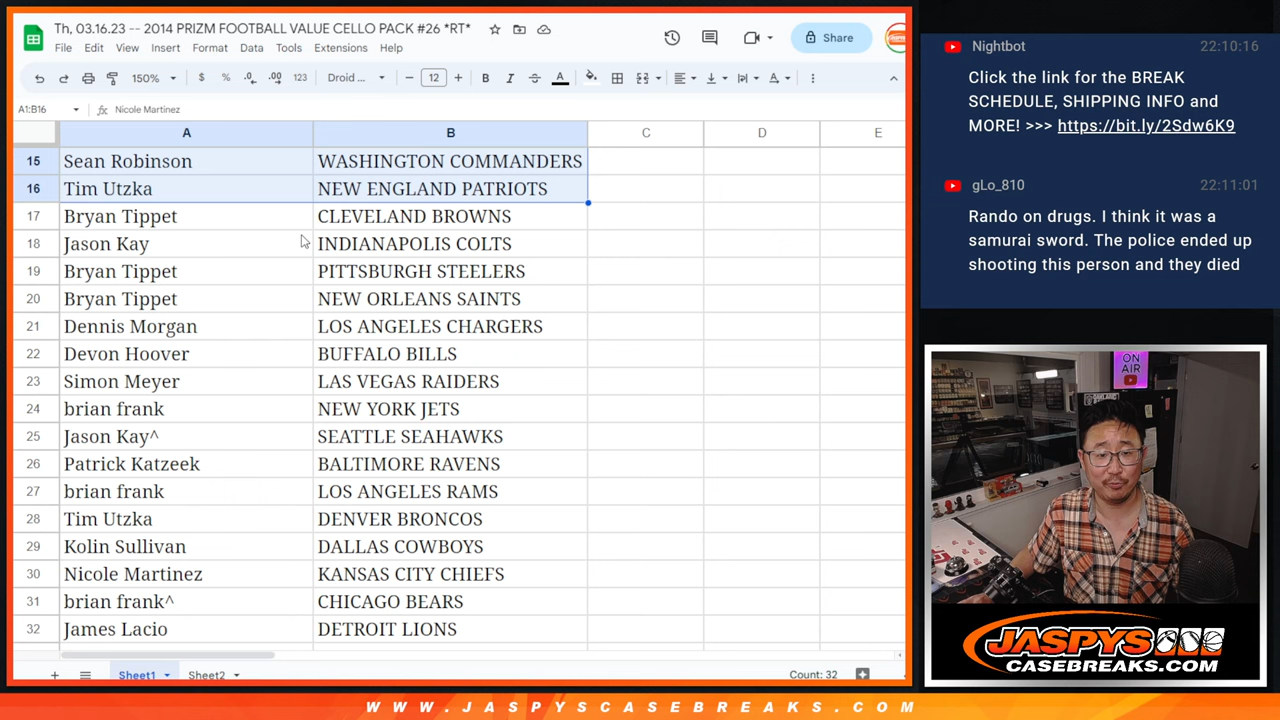 Th, 03.16.23 -- 2014 PRIZM FOOTBALL VALUE CELLO PACK #26 *RT*
File Edit View Insert Format Data Tools Extensions Help
Share
150% $ % .0 .00 123 Droid ... 12 B I A
A1:B16 fx Nicole Martinez
A B C D E
15 Sean Robinson WASHINGTON COMMANDERS
16 Tim Utzka NEW ENGLAND PATRIOTS
17 Bryan Tippet CLEVELAND BROWNS
18 Jason Kay INDIANAPOLIS COLTS
19 Bryan Tippet PITTSBURGH STEELERS
20 Bryan Tippet NEW ORLEANS SAINTS
21 Dennis Morgan LOS ANGELES CHARGERS
22 Devon Hoover BUFFALO BILLS
23 Simon Meyer LAS VEGAS RAIDERS
24 brian frank NEW YORK JETS
25 Jason Kay^ SEATTLE SEAHAWKS
26 Patrick Katzeek BALTIMORE RAVENS
27 brian frank LOS ANGELES RAMS
28 Tim Utzka DENVER BRONCOS
29 Kolin Sullivan DALLAS COWBOYS
30 Nicole Martinez KANSAS CITY CHIEFS
31 brian frank^ CHICAGO BEARS
32 James Lacio DETROIT LIONS
+ Sheet1 Sheet2 Count: 32
Nightbot 22:10:16
Click the link for the BREAK
SCHEDULE, SHIPPING INFO and
MORE! >>> https://bit.ly/2Sdw6K9
gLo_810 22:11:01
Rando on drugs. I think it was a
samurai sword. The police ended up
shooting this person and they died
ON
AIR
JASPYS
CASEBREAKS.COM
WWW.JASPYSCASEBREAKS.COM